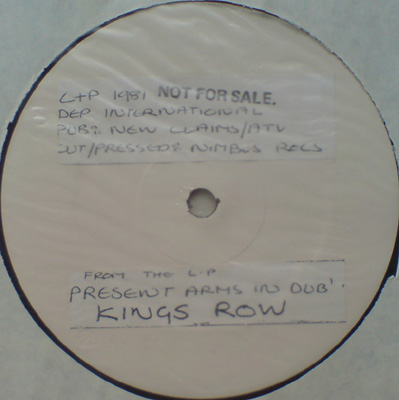 C+P 1981 NOT FOR SALE.
DEP INTERNATIONAL
PUB: NEW CLAIMS/ATV
CUT/PRESSED: NIMBUS RECS
FROM THE L.P
'PRESENT ARMS IN DUB'.
KINGS ROW